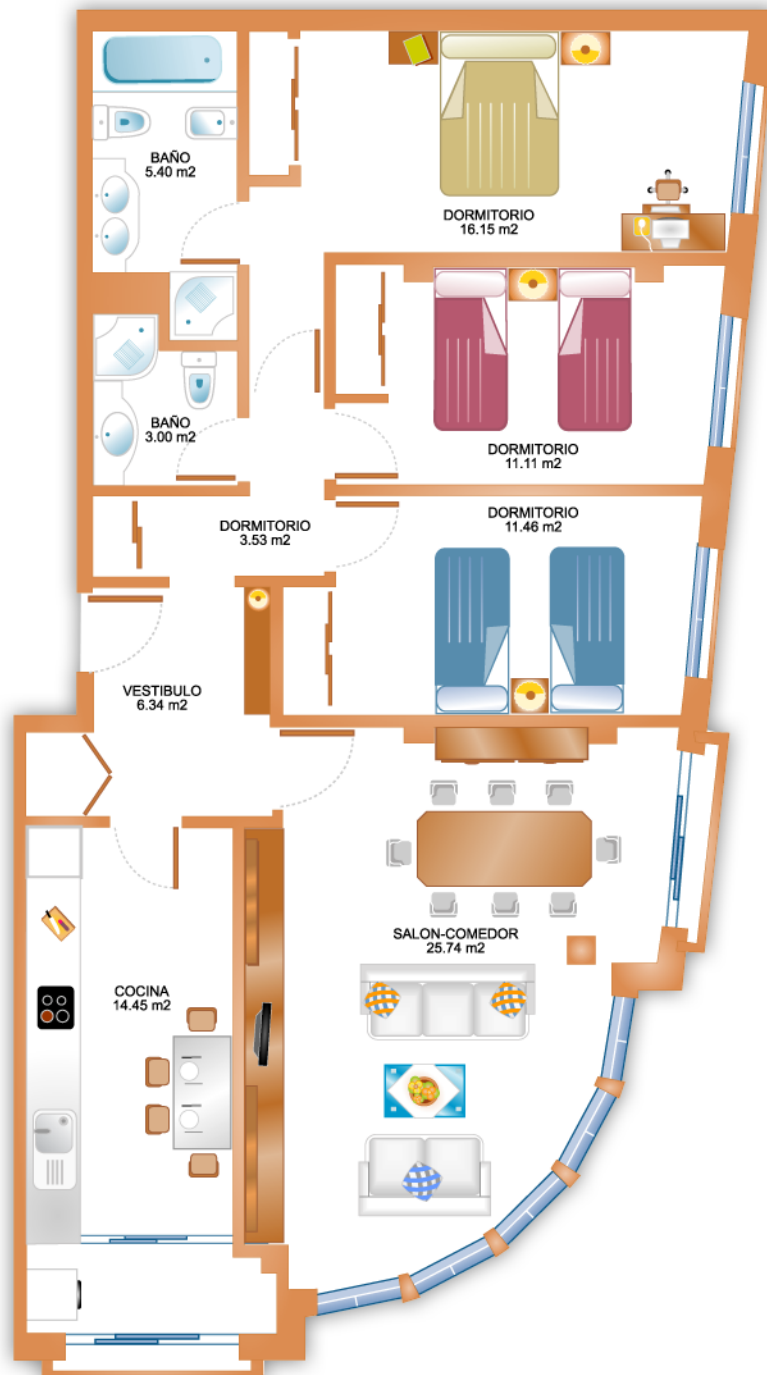 BAÑO
5.40 m2
DORMITORIO
16.15 m2
BAÑO
3.00 m2
DORMITORIO
11.11 m2
DORMITORIO
3.53 m2
DORMITORIO
11.46 m2
VESTIBULO
6.34 m2
SALON-COMEDOR
25.74 m2
COCINA
14.45 m2